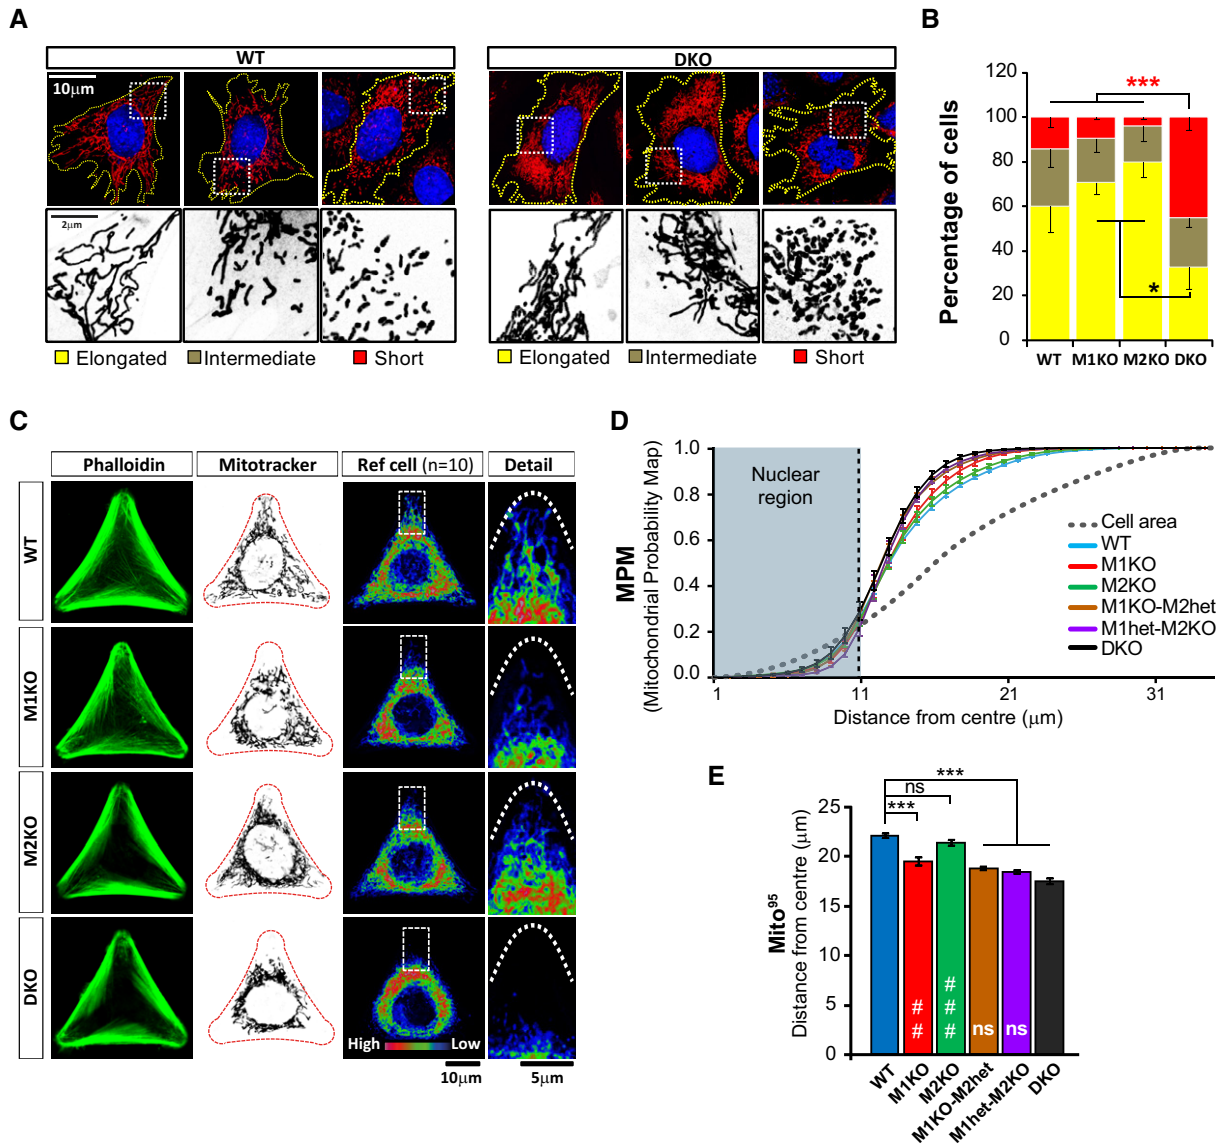 A
WT
DKO
10µm
2µm
Elongated
Intermediate
Short
Elongated
Intermediate
Short
B
Percentage of cells
120
100
80
60
40
20
0
***
*
WT M1KO M2KO DKO
C
Phalloidin
Mitotracker
Ref cell (n=10)
Detail
WT
M1KO
M2KO
DKO
High
Low
10µm
5µm
D
MPM
(Mitochondrial Probability Map)
1.0
0.8
0.6
0.4
0.2
0.0
Nuclear
region
Cell area
WT
M1KO
M2KO
M1KO-M2het
M1het-M2KO
DKO
1 11 21 31
Distance from centre (µm)
E
Mito95
Distance from centre (µm)
25
20
15
10
5
0
***
ns
***
##
###
ns
ns
WT
M1KO
M2KO
M1KO-M2het
M1het-M2KO
DKO